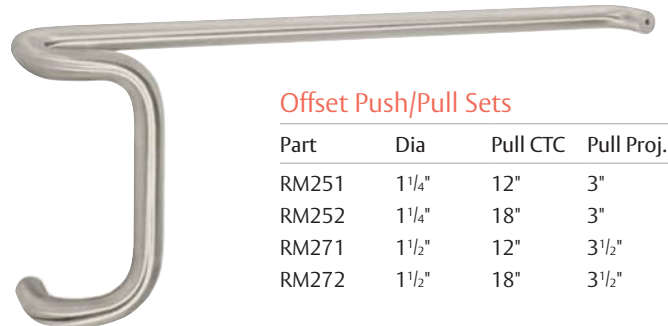 Offset Push/Pull Sets
Part Dia Pull CTC Pull Proj.
RM251 1 1/4" 12" 3"
RM252 1 1/4" 18" 3"
RM271 1 1/2" 12" 3 1/2"
RM272 1 1/2" 18" 3 1/2"